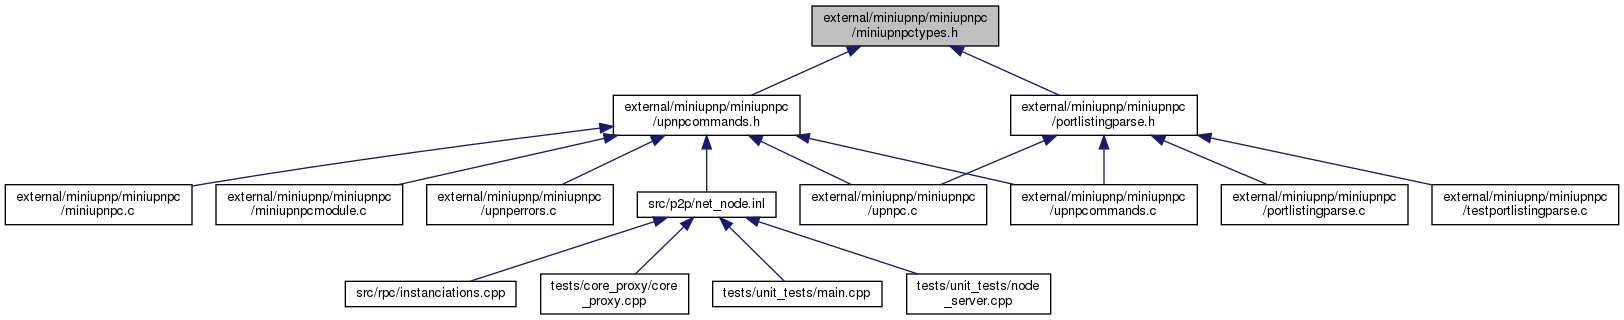 external/miniupnp/miniupnpc
/miniupnpctypes.h
external/miniupnp/miniupnpc
/upnpcommands.h
external/miniupnp/miniupnpc
/portlistingparse.h
external/miniupnp/miniupnpc
/miniupnpc.c
external/miniupnp/miniupnpc
/miniupnpcmodule.c
external/miniupnp/miniupnpc
/upnperrors.c
src/p2p/net_node.inl
external/miniupnp/miniupnpc
/upnpc.c
external/miniupnp/miniupnpc
/upnpcommands.c
external/miniupnp/miniupnpc
/portlistingparse.c
external/miniupnp/miniupnpc
/testportlistingparse.c
src/rpc/instanciations.cpp
tests/core_proxy/core
_proxy.cpp
tests/unit_tests/main.cpp
tests/unit_tests/node
_server.cpp